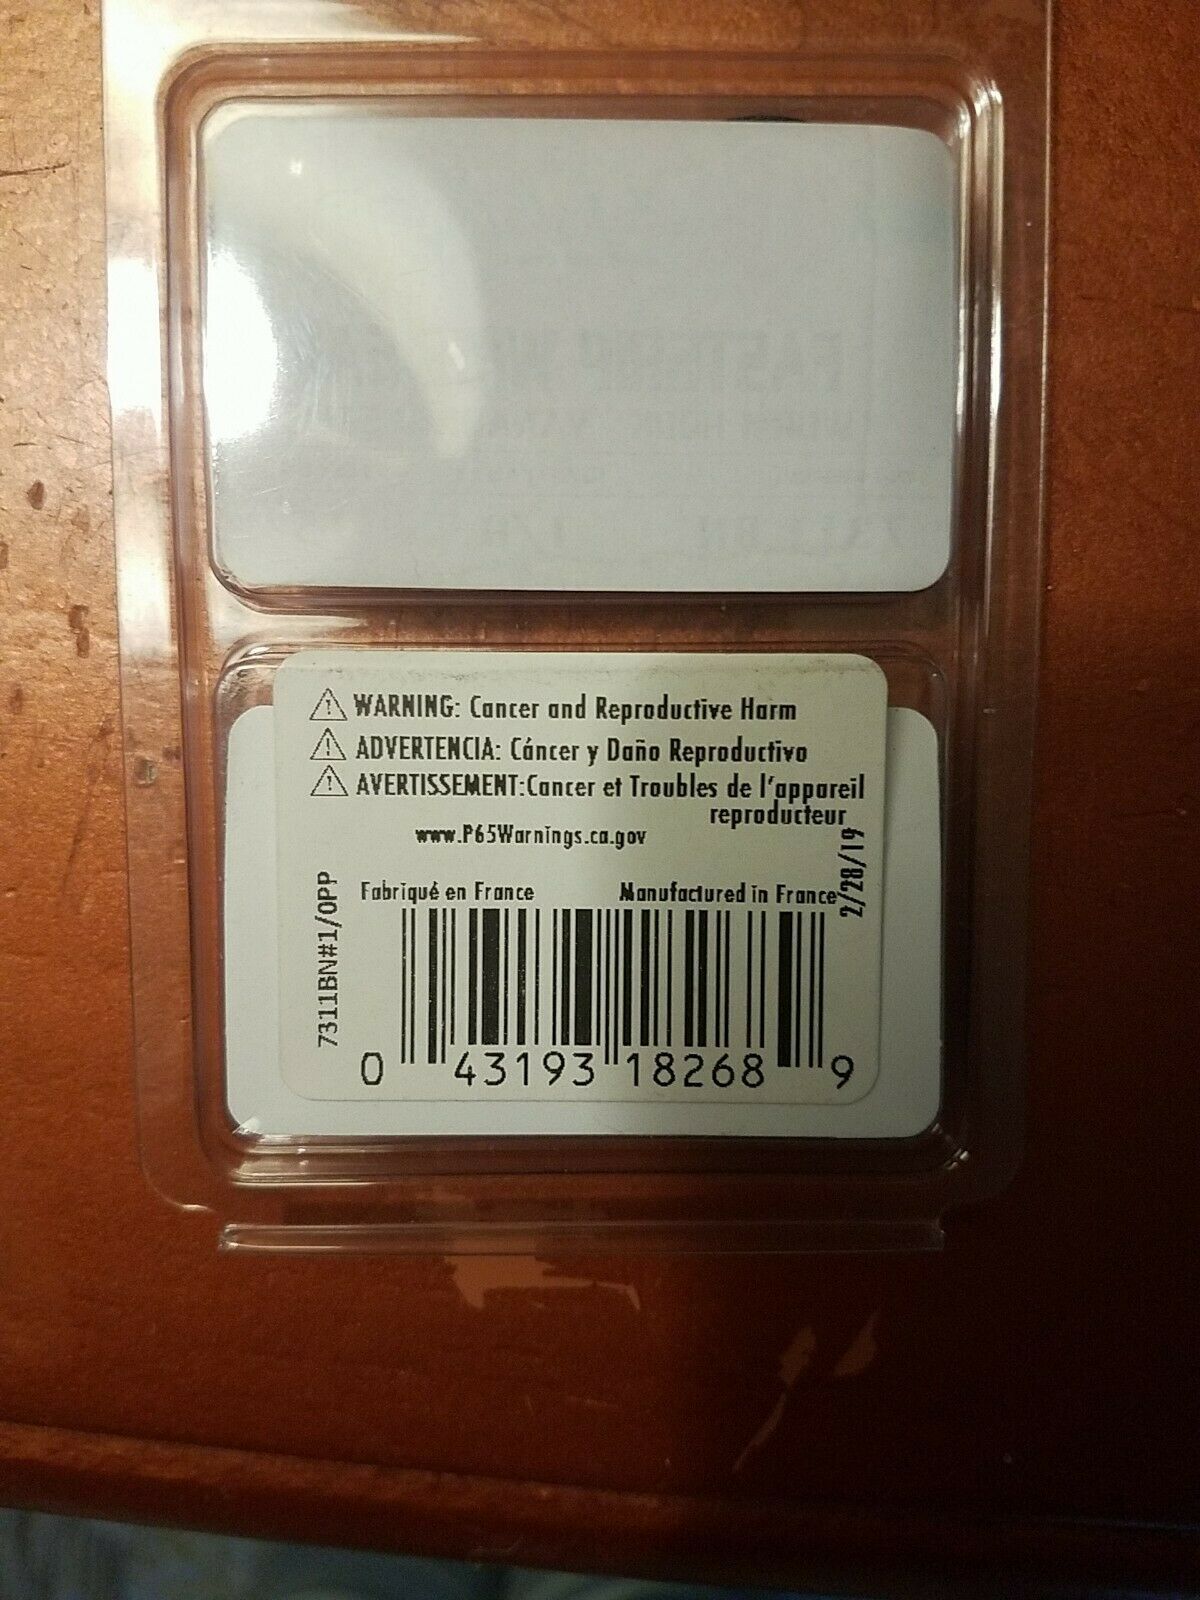 WARNING: Cancer and Reproductive Harm
ADVERTENCIA: Cáncer y Daño Reproductivo
AVERTISSEMENT:Cancer et Troubles de l'appareil
reproducteur
www.P65Warnings.ca.gov
2/28/19
7311BN#1/0PP
Fabriqué en France
Manufactured in France
0 43193 18268 9